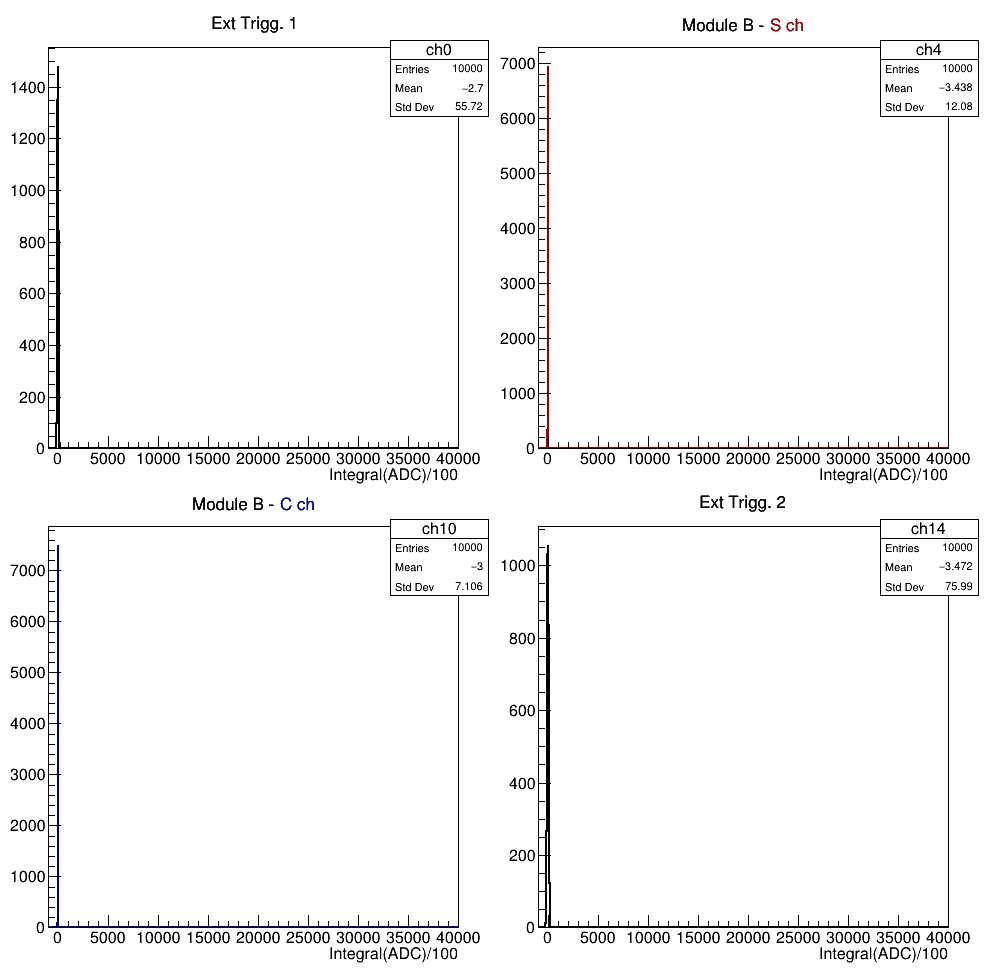 Ext Trigg. 1
ch0
Entries 10000
Mean −2.7
Std Dev 55.72
1400
1200
1000
800
600
400
200
0
0 5000 10000 15000 20000 25000 30000 35000 40000
Integral(ADC)/100
Module B - S ch
ch4
Entries 10000
Mean −3.438
Std Dev 12.08
7000
6000
5000
4000
3000
2000
1000
0
0 5000 10000 15000 20000 25000 30000 35000 40000
Integral(ADC)/100
Module B - C ch
ch10
Entries 10000
Mean −3
Std Dev 7.106
7000
6000
5000
4000
3000
2000
1000
0
0 5000 10000 15000 20000 25000 30000 35000 40000
Integral(ADC)/100
Ext Trigg. 2
ch14
Entries 10000
Mean −3.472
Std Dev 75.99
1000
800
600
400
200
0
0 5000 10000 15000 20000 25000 30000 35000 40000
Integral(ADC)/100